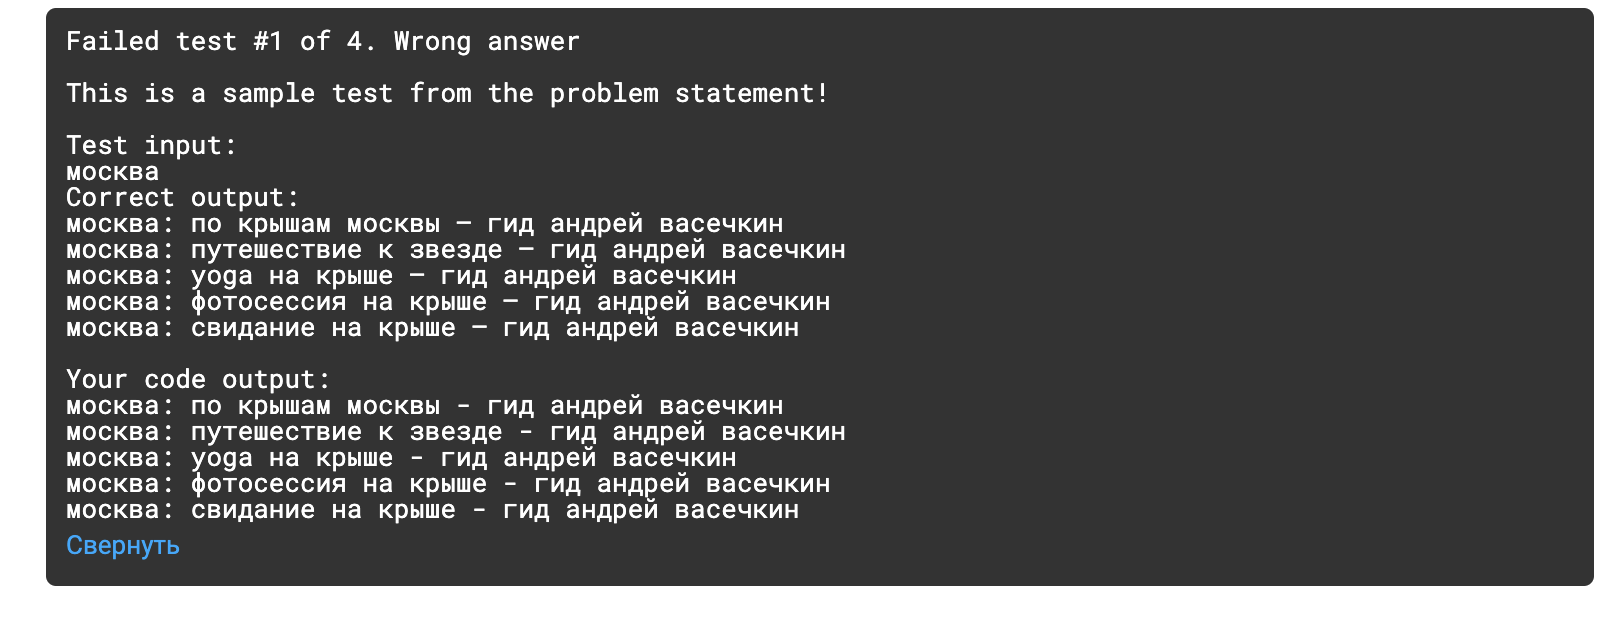 Failed test #1 of 4. Wrong answer
This is a sample test from the problem statement!
Test input:
москва
Correct output:
москва: по крышам москвы – гид андрей васечкин
москва: путешествие к звезде – гид андрей васечкин
москва: yoga на крыше – гид андрей васечкин
москва: фотосессия на крыше – гид андрей васечкин
москва: свидание на крыше – гид андрей васечкин
Your code output:
москва: по крышам москвы - гид андрей васечкин
москва: путешествие к звезде - гид андрей васечкин
москва: yoga на крыше - гид андрей васечкин
москва: фотосессия на крыше - гид андрей васечкин
москва: свидание на крыше - гид андрей васечкин
Свернуть